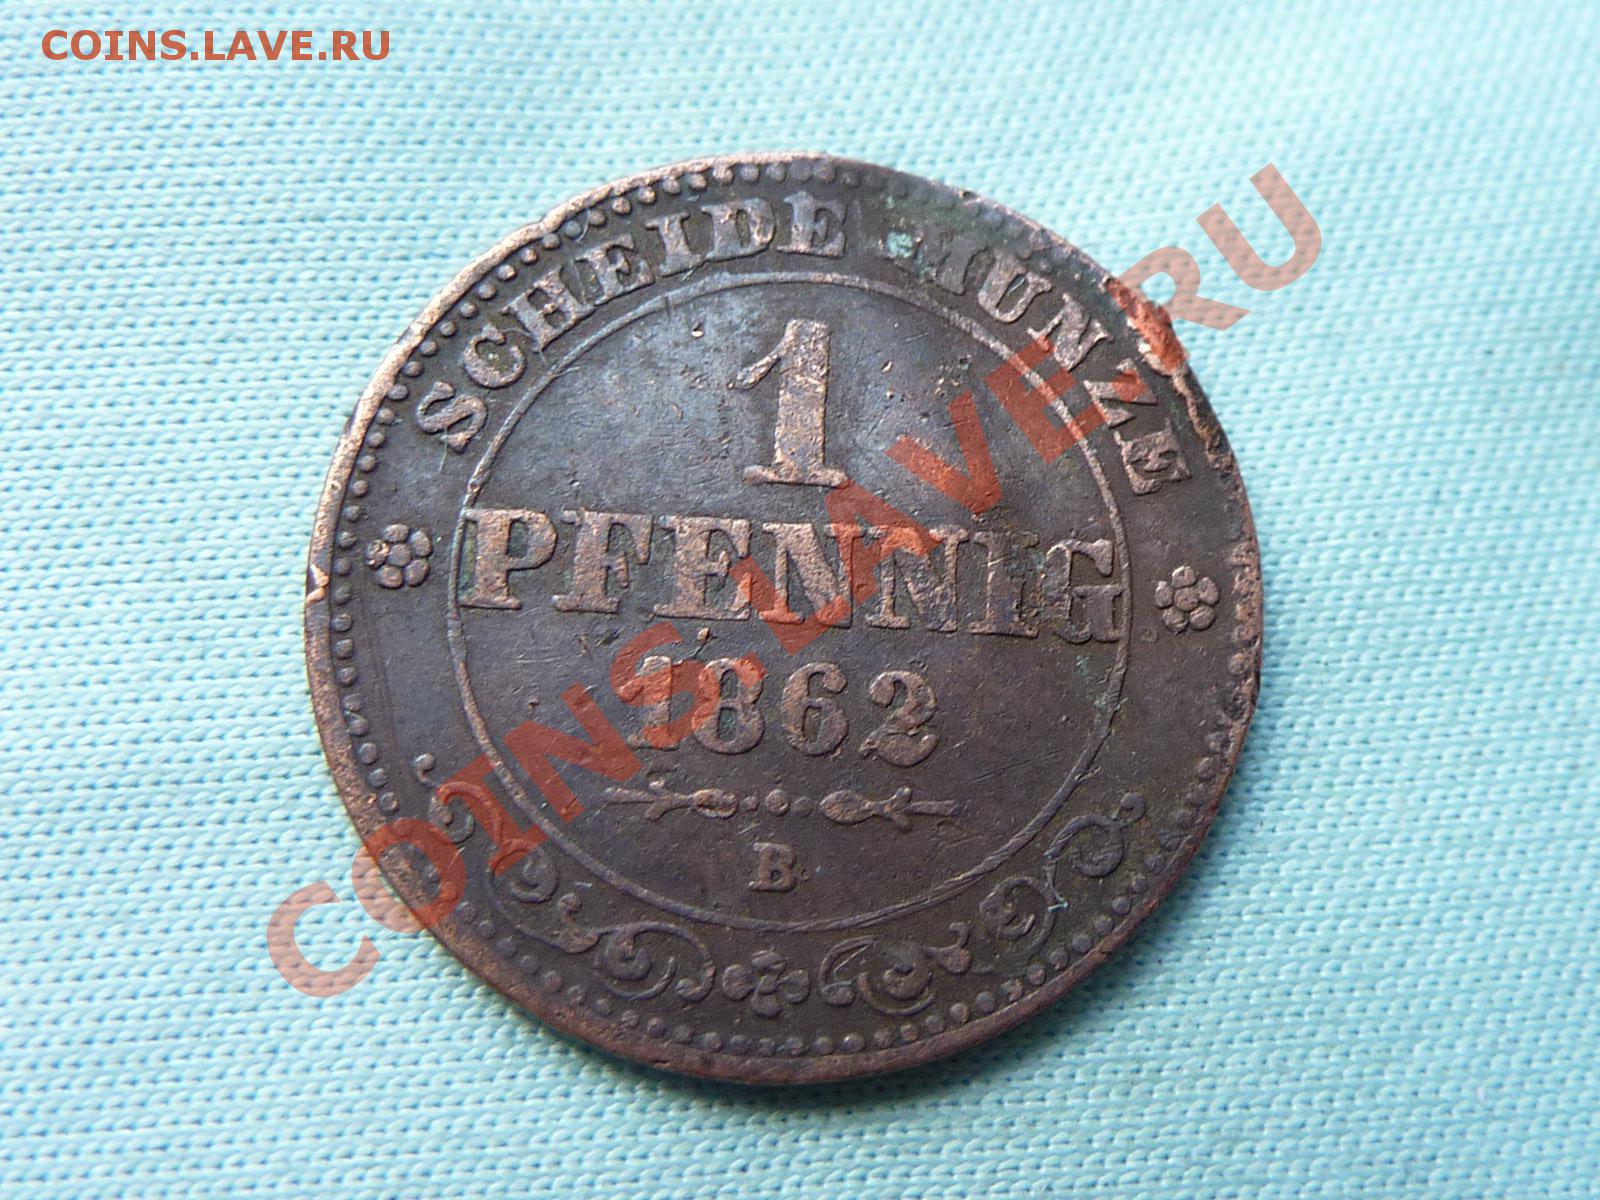 COINS.LAVE.RU
SCHEIDE MÜNZE
1
PFENNIG
1862
B.
COINS.LAVE.RU